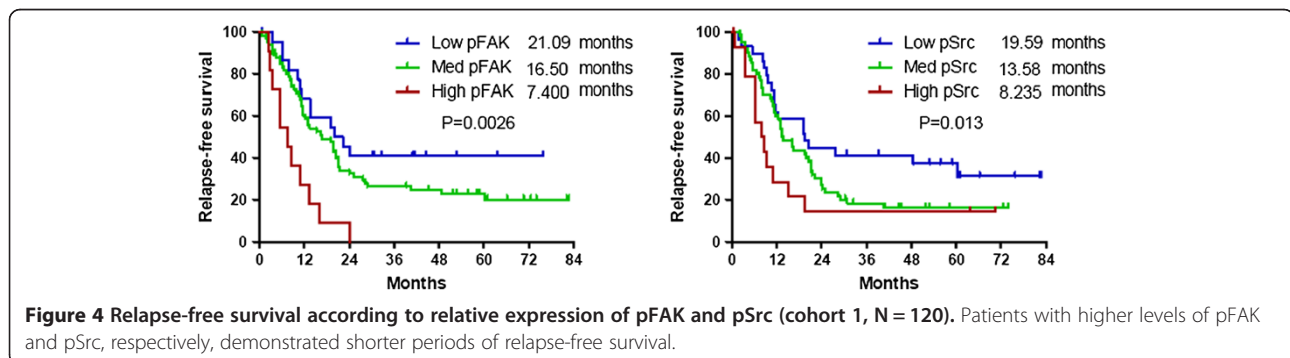 100
80
60
40
20
0
Relapse-free survival
Low pFAK 21.09 months
Med pFAK 16.50 months
High pFAK 7.400 months
P=0.0026
0 12 24 36 48 60 72 84
Months
100
80
60
40
20
0
Relapse-free survival
Low pSrc 19.59 months
Med pSrc 13.58 months
High pSrc 8.235 months
P=0.013
0 12 24 36 48 60 72 84
Months
Figure 4 Relapse-free survival according to relative expression of pFAK and pSrc (cohort 1, N = 120). Patients with higher levels of pFAK
and pSrc, respectively, demonstrated shorter periods of relapse-free survival.